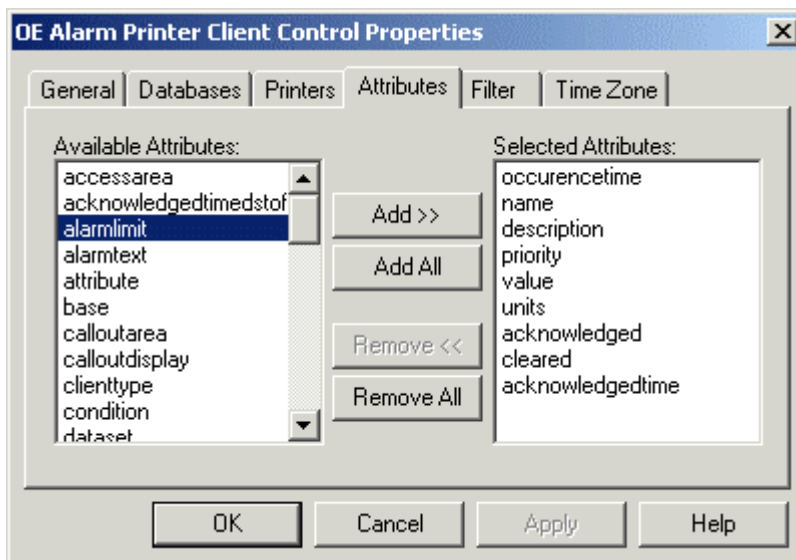 OE Alarm Printer Client Control Properties
General Databases Printers Attributes Filter Time Zone
Available Attributes:
accessarea
acknowledgedtimedstof
alarmlimit
alarmtext
attribute
base
calloutarea
calloutdisplay
clienttype
condition
dataset
Add >>
Add All
Remove <<
Remove All
Selected Attributes:
occurencetime
name
description
priority
value
units
acknowledged
cleared
acknowledgedtime
OK Cancel Apply Help